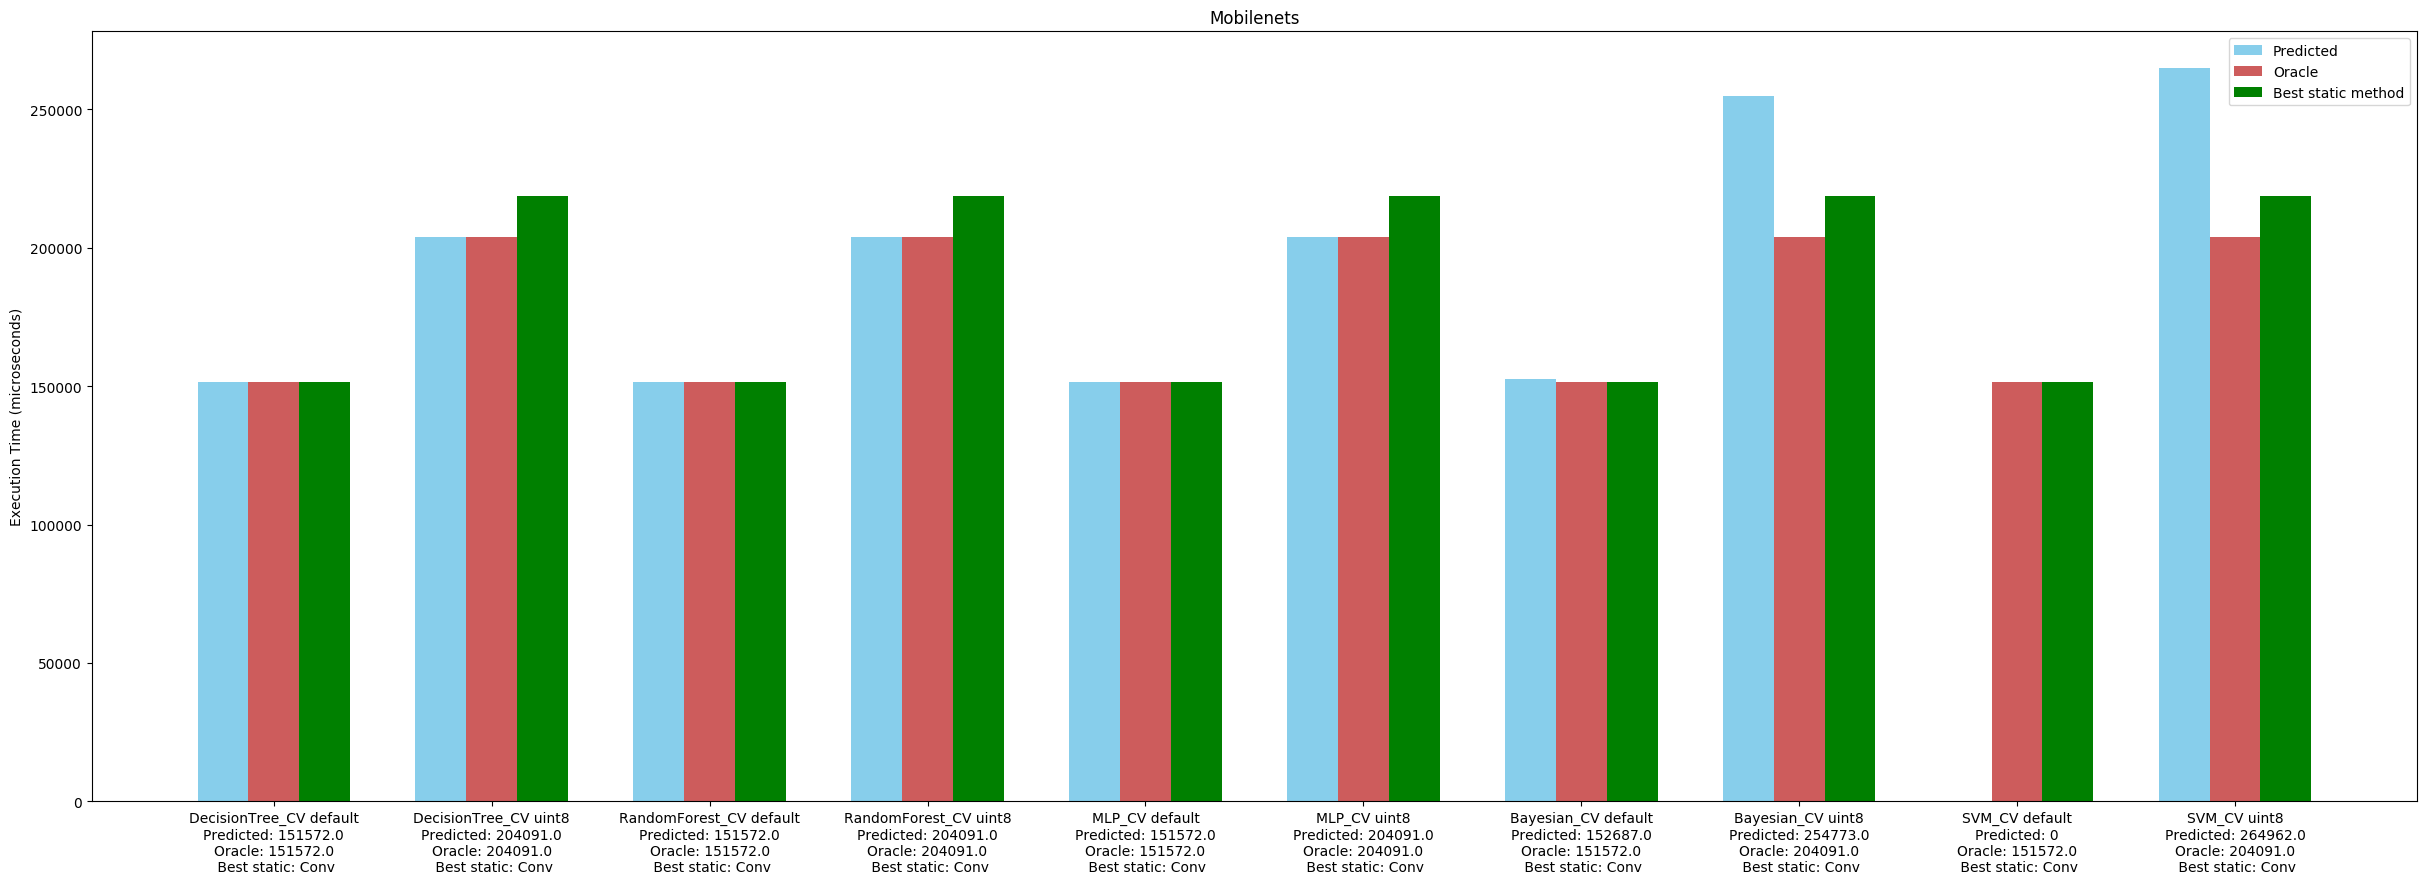 Mobilenets
Predicted
Oracle
Best static method
Execution Time (microseconds)
250000
200000
150000
100000
50000
0
DecisionTree_CV default
Predicted: 151572.0
Oracle: 151572.0
Best static: Conv
DecisionTree_CV uint8
Predicted: 204091.0
Oracle: 204091.0
Best static: Conv
RandomForest_CV default
Predicted: 151572.0
Oracle: 151572.0
Best static: Conv
RandomForest_CV uint8
Predicted: 204091.0
Oracle: 204091.0
Best static: Conv
MLP_CV default
Predicted: 151572.0
Oracle: 151572.0
Best static: Conv
MLP_CV uint8
Predicted: 204091.0
Oracle: 204091.0
Best static: Conv
Bayesian_CV default
Predicted: 152687.0
Oracle: 151572.0
Best static: Conv
Bayesian_CV uint8
Predicted: 254773.0
Oracle: 204091.0
Best static: Conv
SVM_CV default
Predicted: 0
Oracle: 151572.0
Best static: Conv
SVM_CV uint8
Predicted: 264962.0
Oracle: 204091.0
Best static: Conv